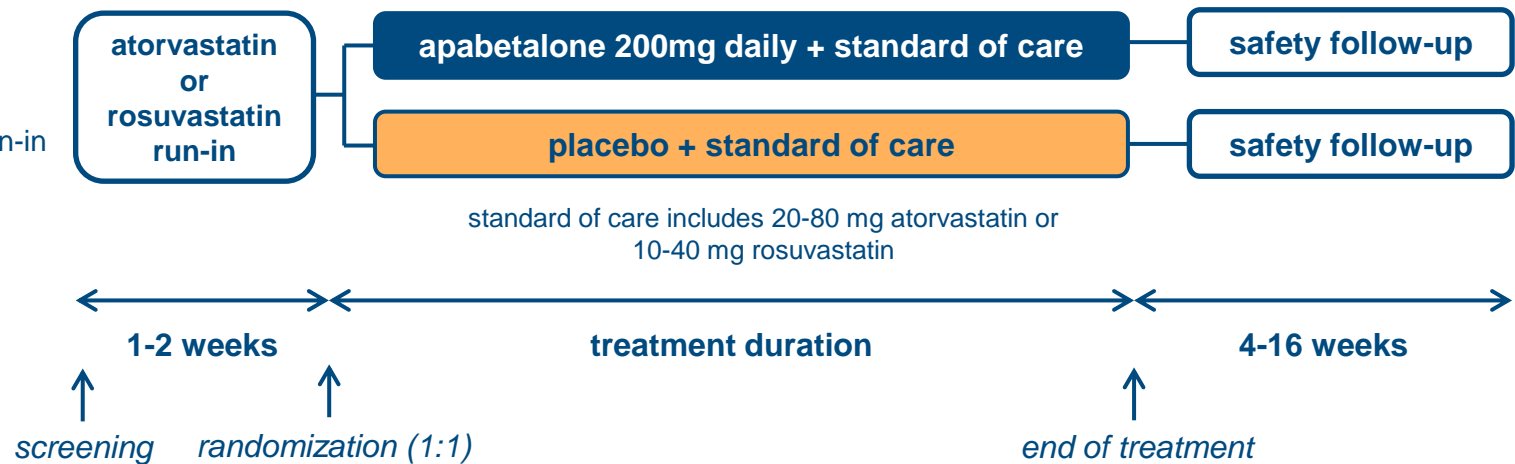 atorvastatin
or
rosuvastatin
run-in
n-in
apabetalone 200mg daily + standard of care
safety follow-up
placebo + standard of care
safety follow-up
standard of care includes 20-80 mg atorvastatin or
10-40 mg rosuvastatin
1-2 weeks
treatment duration
4-16 weeks
screening
randomization (1:1)
end of treatment